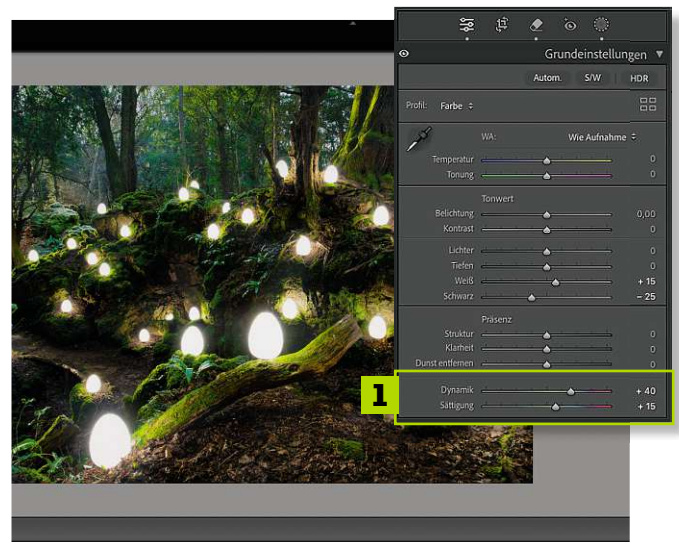 Grundeinstellungen
Autom. S/W HDR
Profil: Farbe
WA: Wie Aufnahme
Temperatur 0
Tonung 0
Tonwert
Belichtung 0,00
Kontrast 0
Lichter 0
Tiefen 0
Weiß + 15
Schwarz – 25
Präsenz
Struktur 0
Klarheit 0
Dunst entfernen 0
1
Dynamik + 40
Sättigung + 15